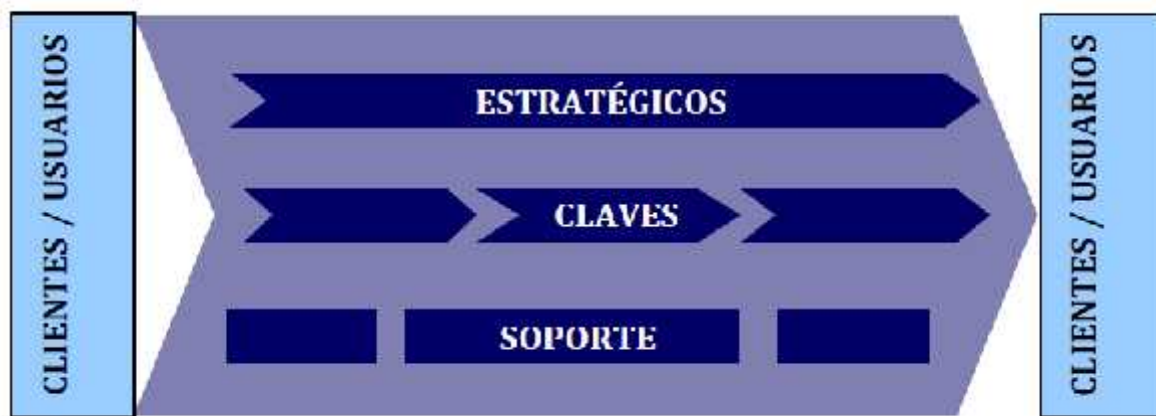 CLIENTES / USUARIOS
ESTRATÉGICOS
CLAVES
SOPORTE
CLIENTES / USUARIOS